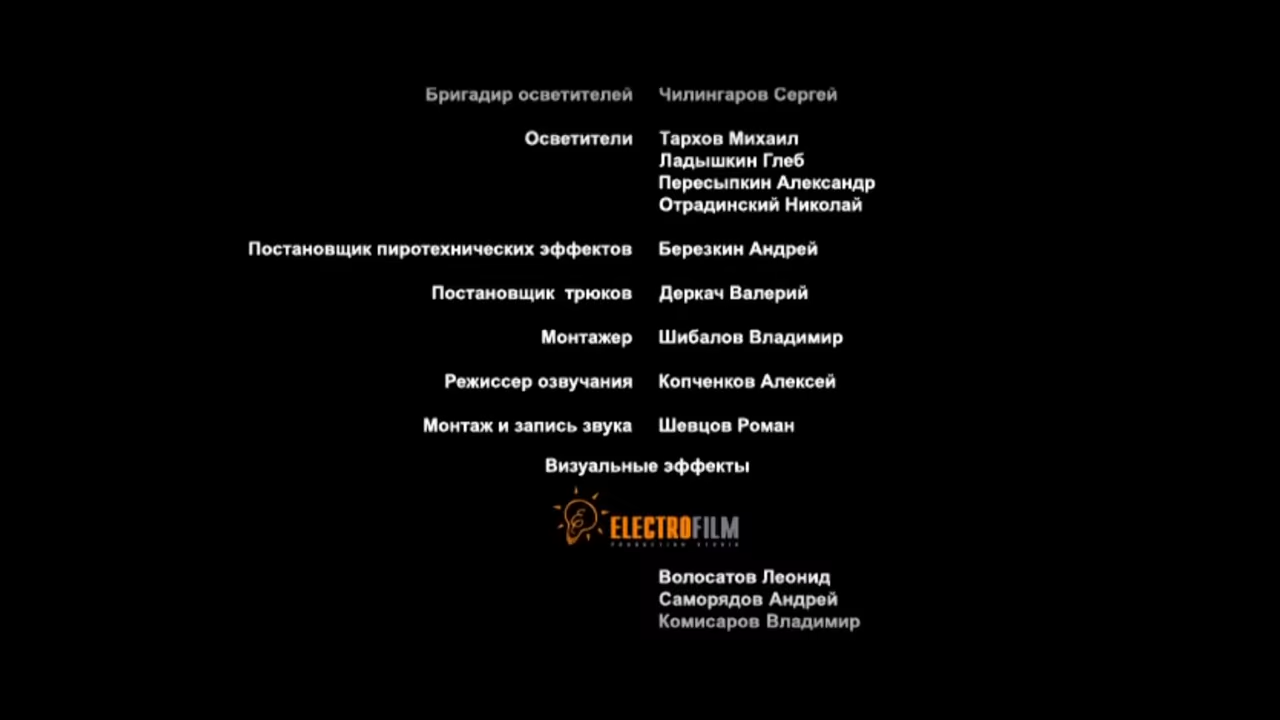 Бригадир осветителей Чилингаров Сергей
Осветители Тархов Михаил
Ладышкин Глеб
Пересыпкин Александр
Отрадинский Николай
Постановщик пиротехнических эффектов Березкин Андрей
Постановщик трюков Деркач Валерий
Монтажер Шибалов Владимир
Режиссер озвучания Копченков Алексей
Монтаж и запись звука Шевцов Роман
Визуальные эффекты
ELECTROFILM
PRODUCTION STUDIO
Волосатов Леонид
Саморядов Андрей
Комисаров Владимир